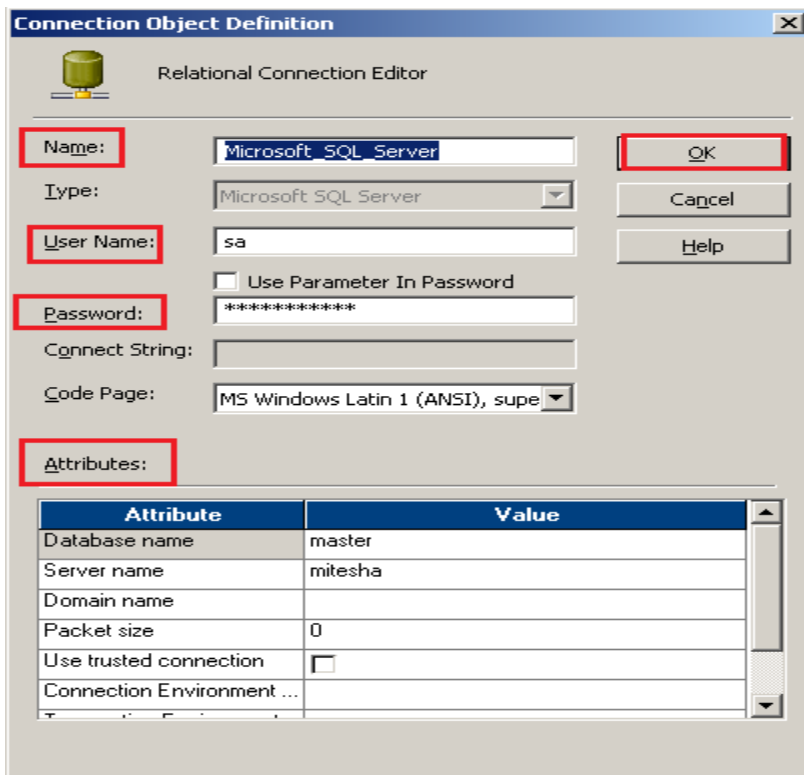 Connection Object Definition
Relational Connection Editor
Name: Microsoft_SQL_Server OK
Type: Microsoft SQL Server Cancel
User Name: sa Help
Use Parameter In Password
Password: ***********
Connect String:
Code Page: MS Windows Latin 1 (ANSI), supe
Attributes:
Attribute Value
Database name master
Server name mitesha
Domain name
Packet size 0
Use trusted connection
Connection Environment ...